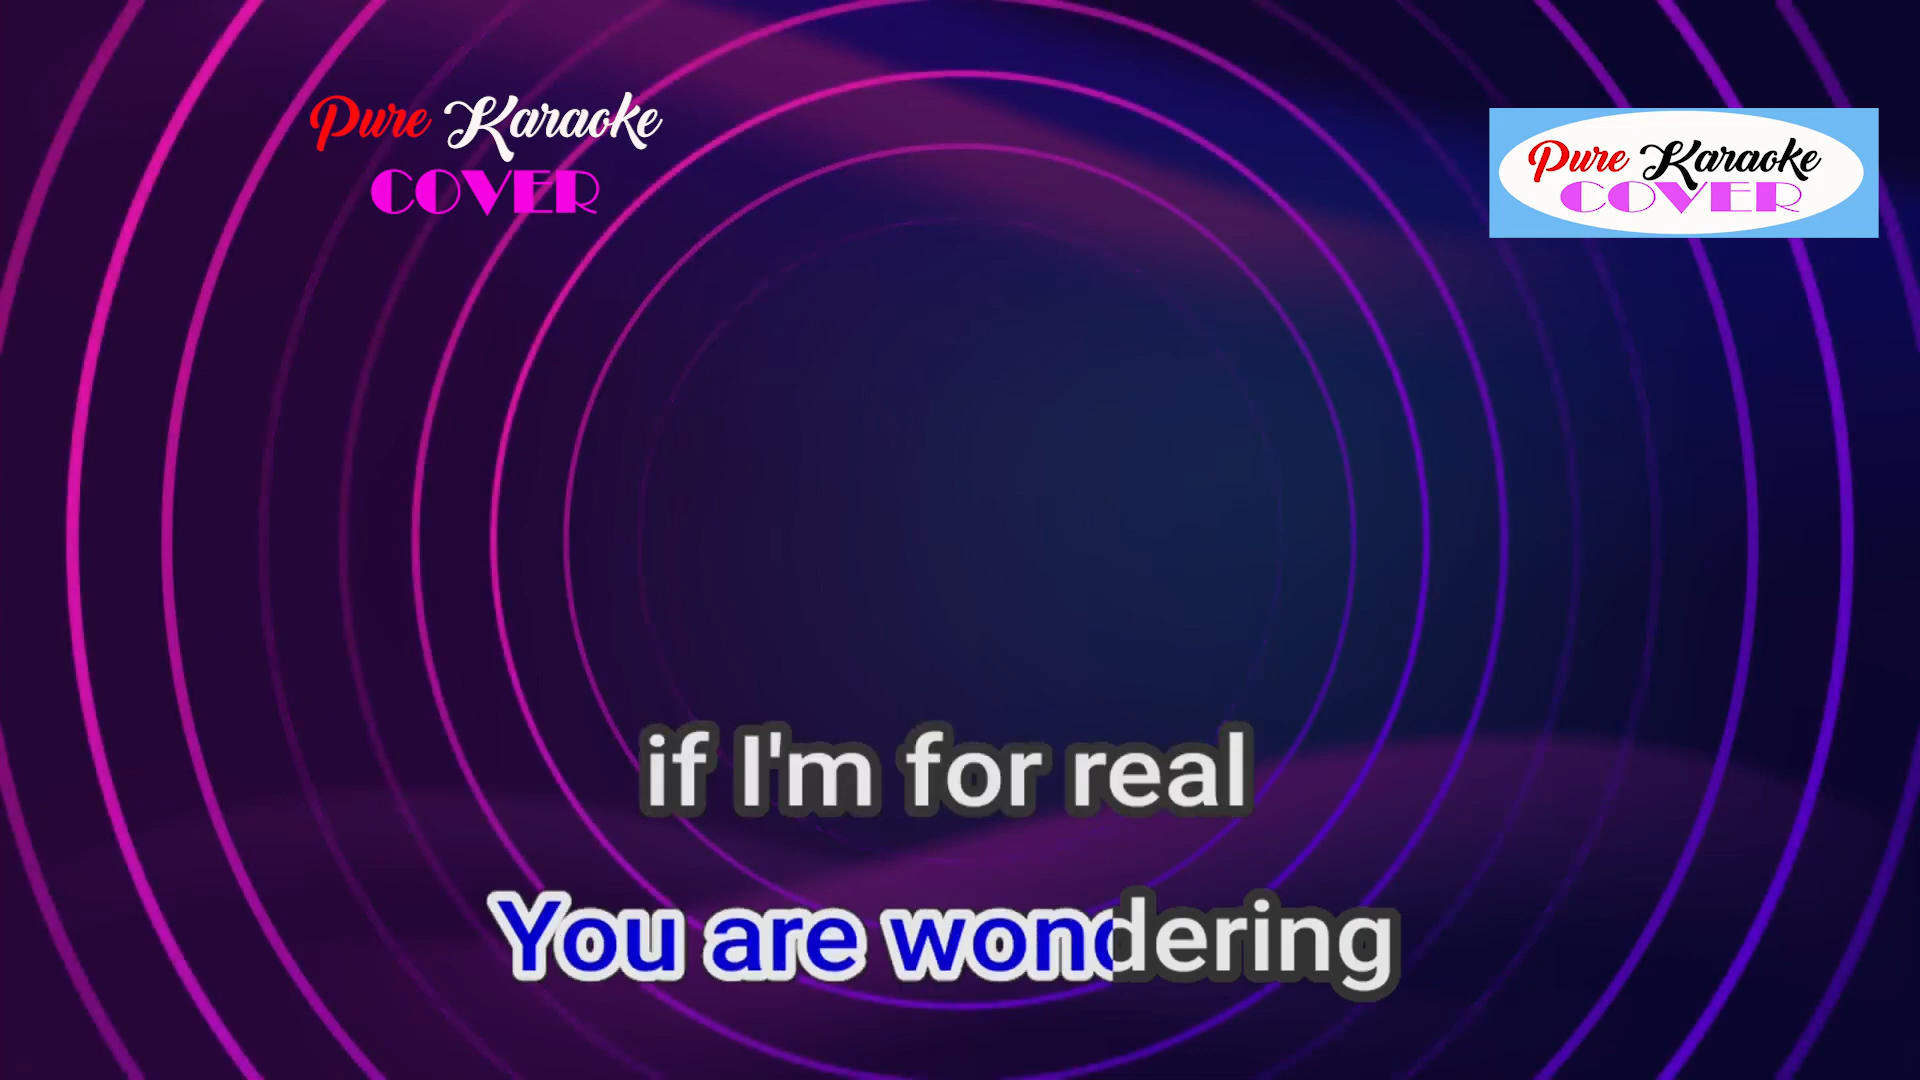 Pure Karaoke
COVER
Pure Karaoke
COVER
if I'm for real
You are wondering